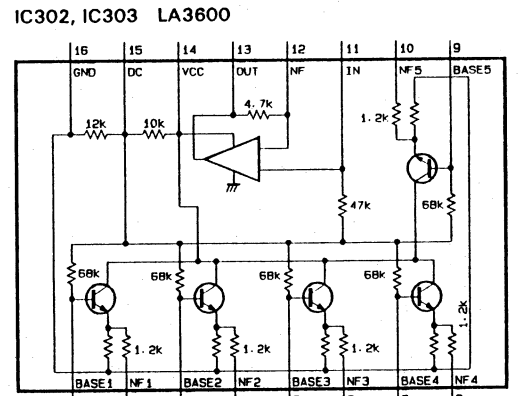 IC302, IC303 LA3600
16 15 14 13 12 11 10 9
GND DC VCC OUT NF IN NF5 BASE5
4.7k
1.2k
12k 10k
47k 68k
68k 68k 68k 68k
1.2k
1.2k 1.2k 1.2k 1.2k
BASE1 NF1 BASE2 NF2 BASE3 NF3 BASE4 NF4